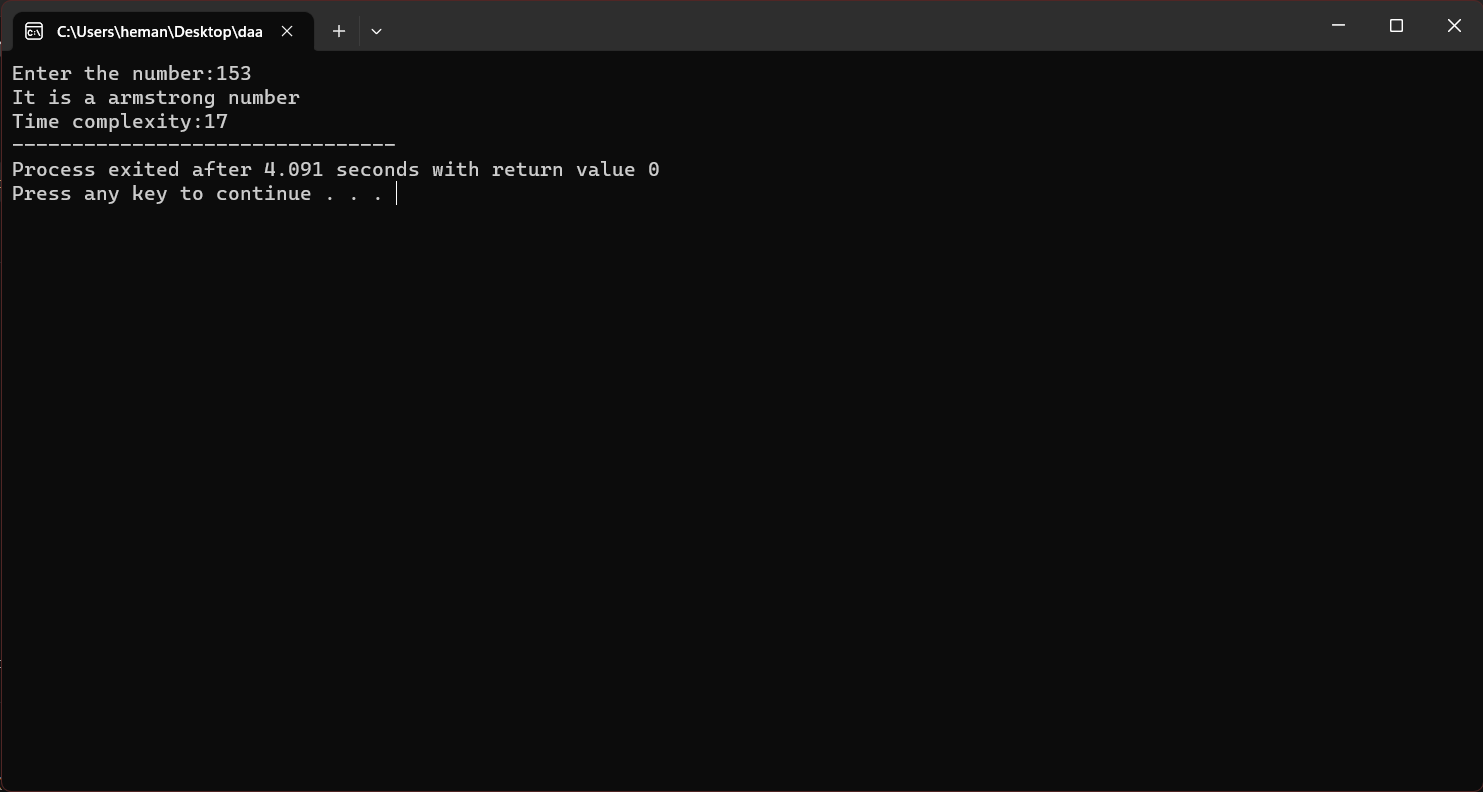 C:\Users\heman\Desktop\daa
Enter the number:153
It is a armstrong number
Time complexity:17
--------------------------------
Process exited after 4.091 seconds with return value 0
Press any key to continue . . .